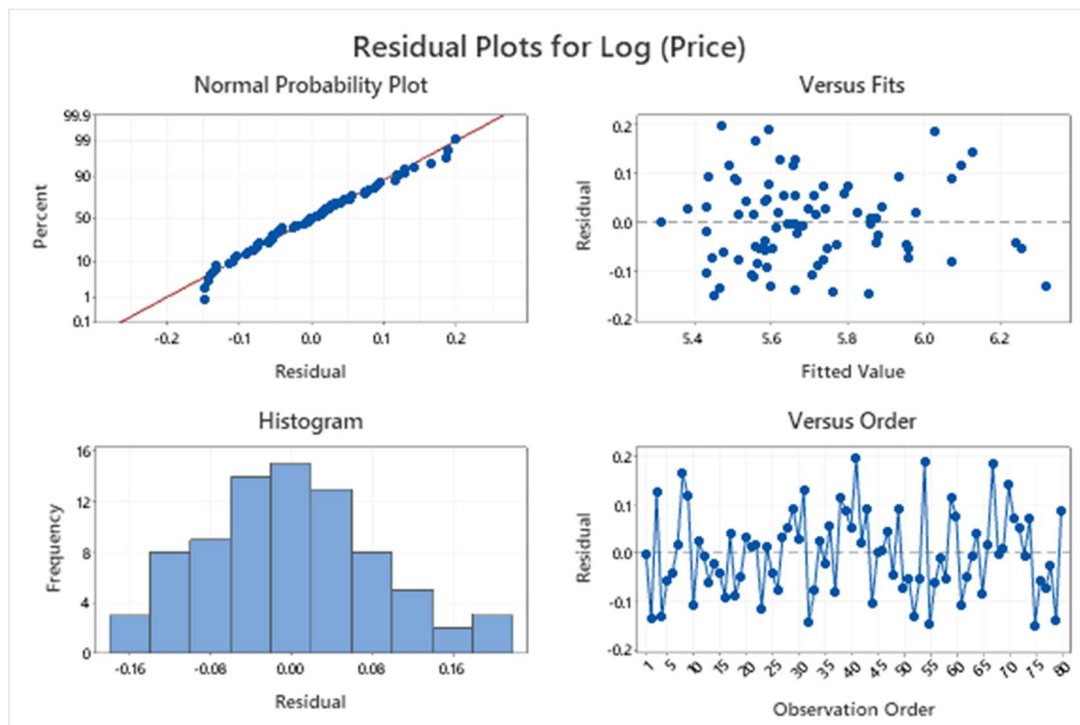 Residual Plots for Log (Price)
Normal Probability Plot
99.9
99
90
50
10
1
0.1
Percent
-0.2 -0.1 0.0 0.1 0.2
Residual
Versus Fits
0.2
0.1
0.0
-0.1
-0.2
Residual
5.4 5.6 5.8 6.0 6.2
Fitted Value
Histogram
16
12
8
4
0
Frequency
-0.16 -0.08 0.00 0.08 0.16
Residual
Versus Order
0.2
0.1
0.0
-0.1
-0.2
Residual
1 5 10 15 20 25 30 35 40 45 50 55 60 65 70 75 80
Observation Order